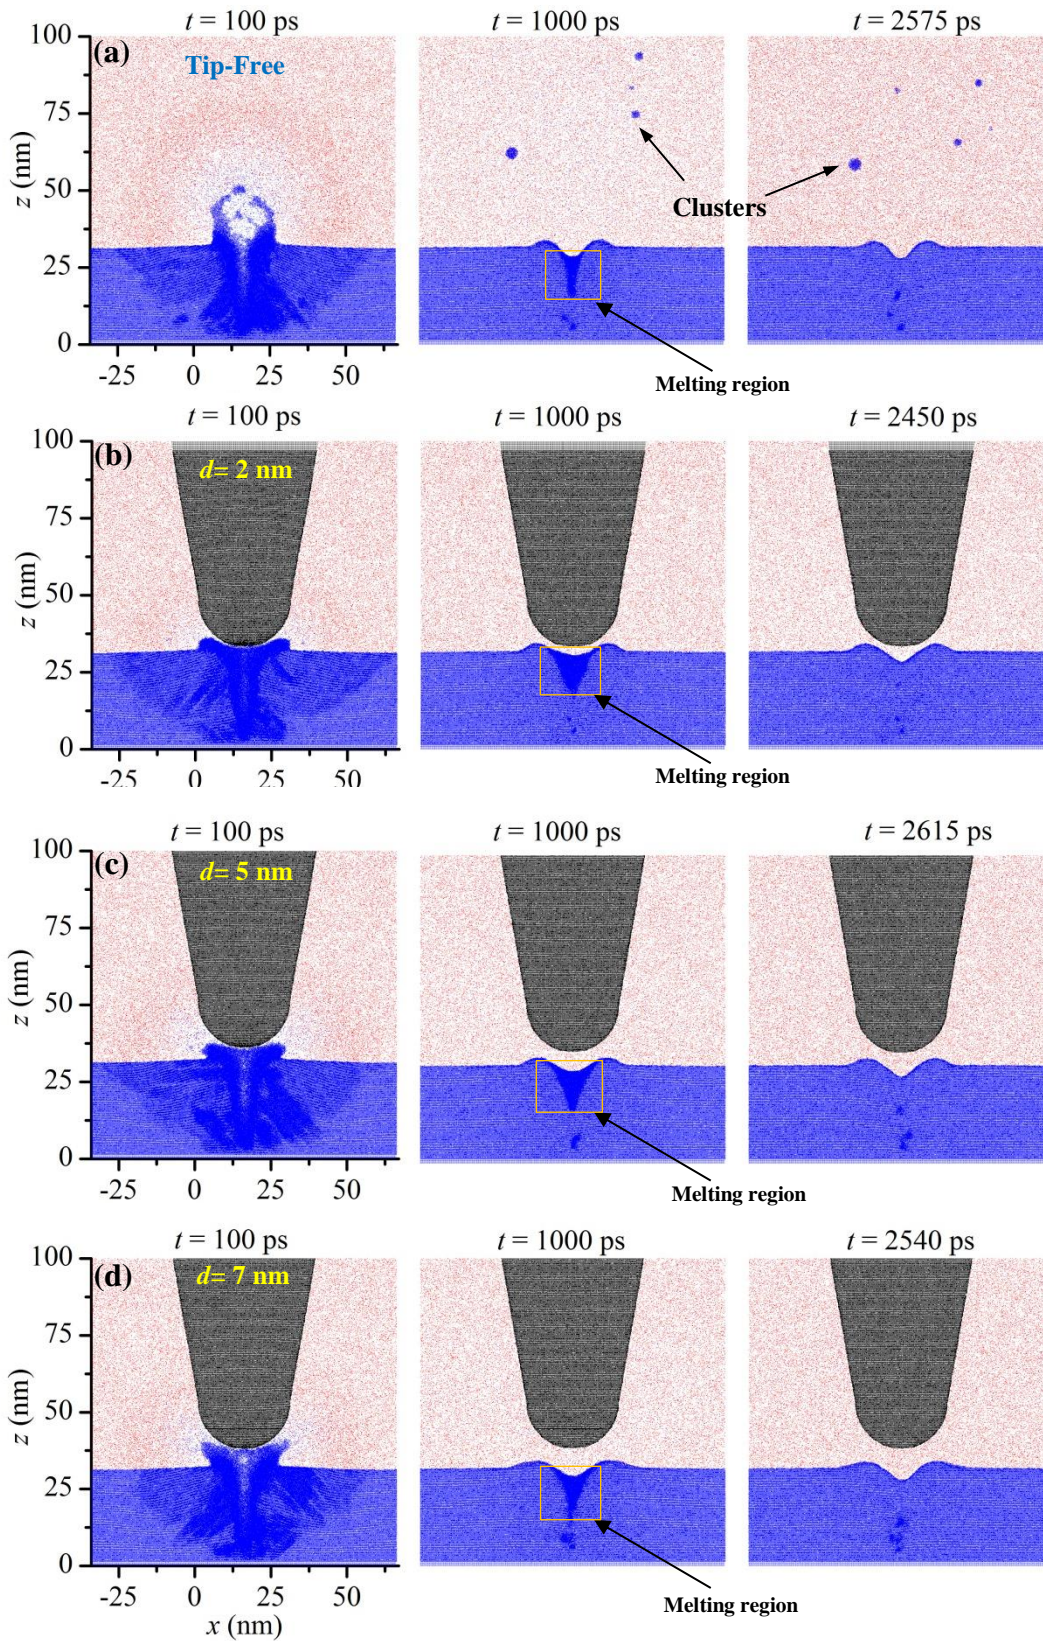 t = 100 ps t = 1000 ps t = 2575 ps
(a)
Tip-Free
100
75
50
25
0
z (nm)
Clusters
-25 0 25 50
Melting region
t = 100 ps t = 1000 ps t = 2450 ps
(b)
d= 2 nm
100
75
50
25
0
z (nm)
-25 0 25 50
Melting region
t = 100 ps t = 1000 ps t = 2615 ps
(c)
d= 5 nm
100
75
50
25
0
z (nm)
-25 0 25 50
Melting region
t = 100 ps t = 1000 ps t = 2540 ps
(d)
d= 7 nm
100
75
50
25
0
z (nm)
-25 0 25 50
x (nm)
Melting region